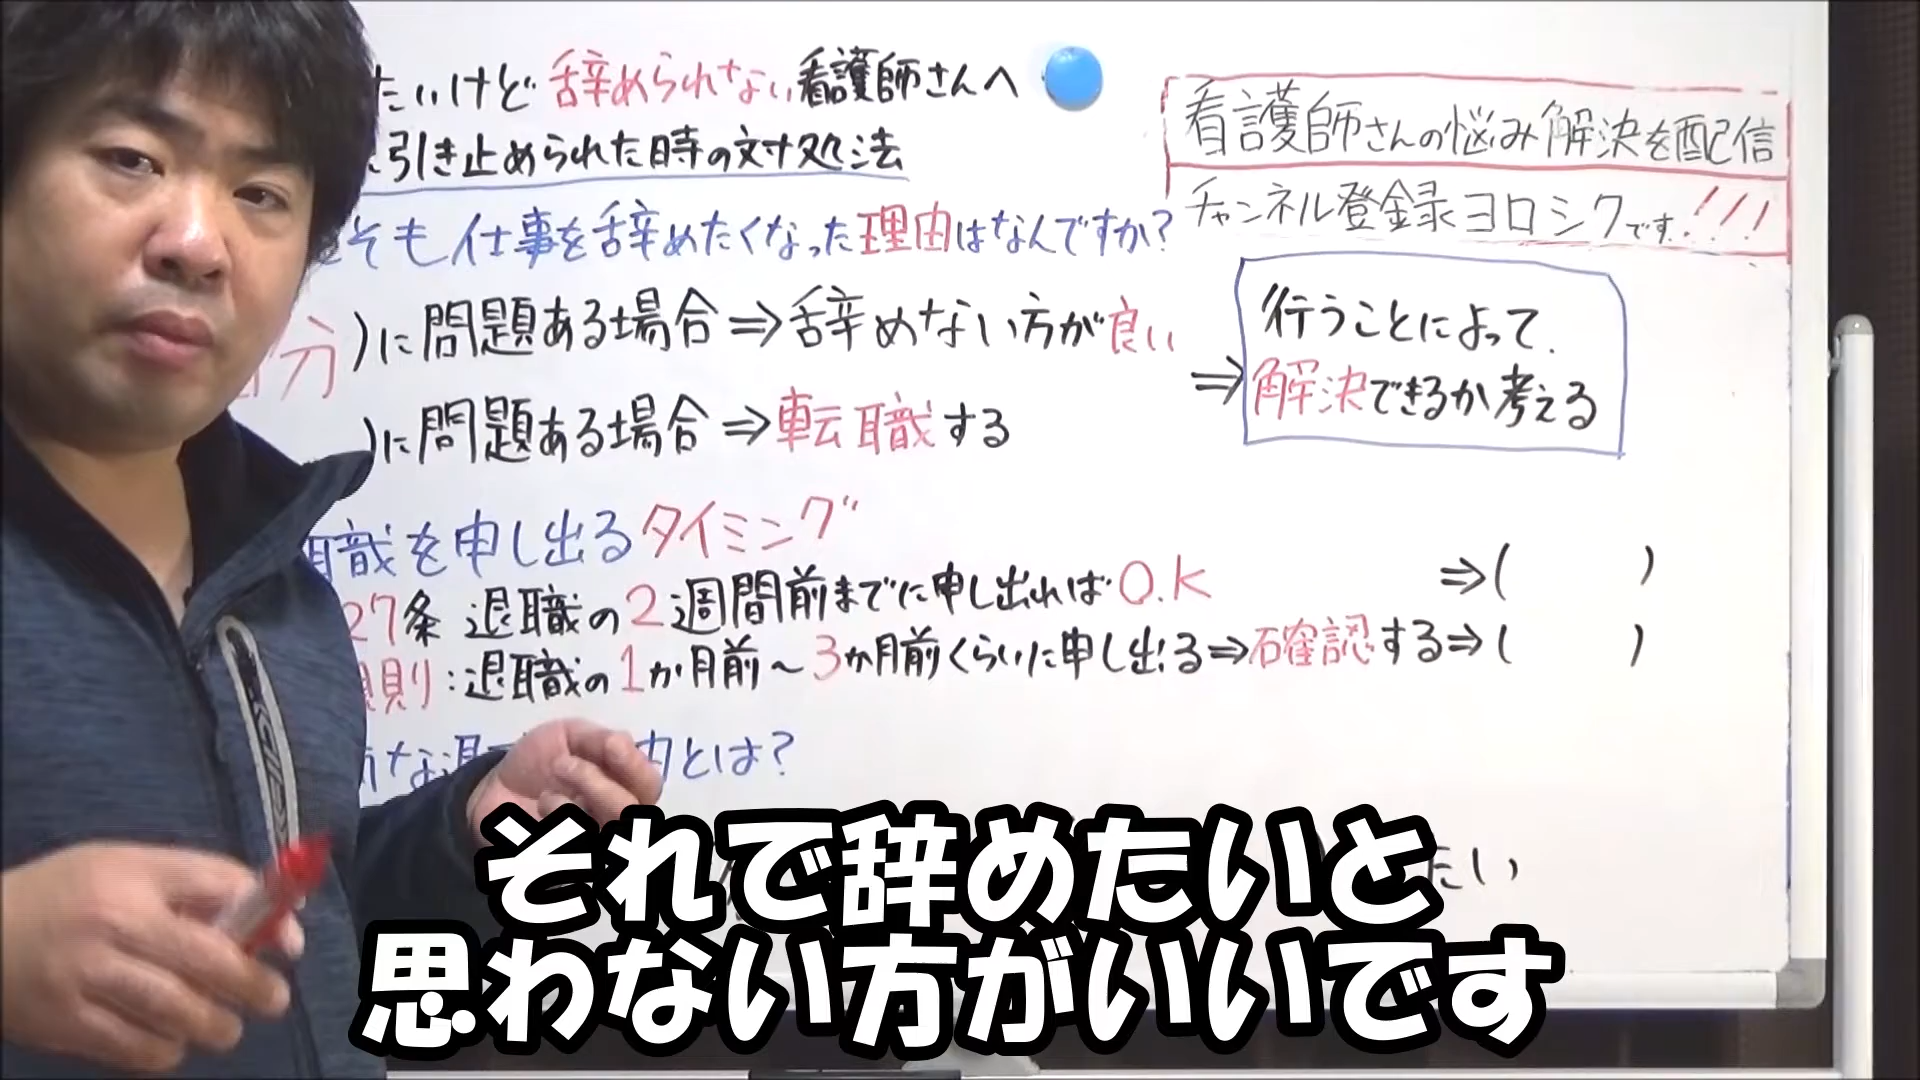 たいけど辞められない看護師さんへ
引き止められた時の対処法
看護師さんの悩み解決を配信
チャンネル登録ヨロシクです!!!
そも仕事を辞めたくなった理由はなんですか?
分)に問題ある場合⇒辞めない方が良い
)に問題ある場合⇒転職する
⇒行うことによって、
解決できるか考える
職を申し出るタイミング
27条 退職の2週間前までに申し出ればO.K ⇒( )
則:退職の1か月前〜3か月前くらいに申し出る⇒確認する⇒( )
な退 由とは?
たい
それで辞めたいと
思わない方がいいです